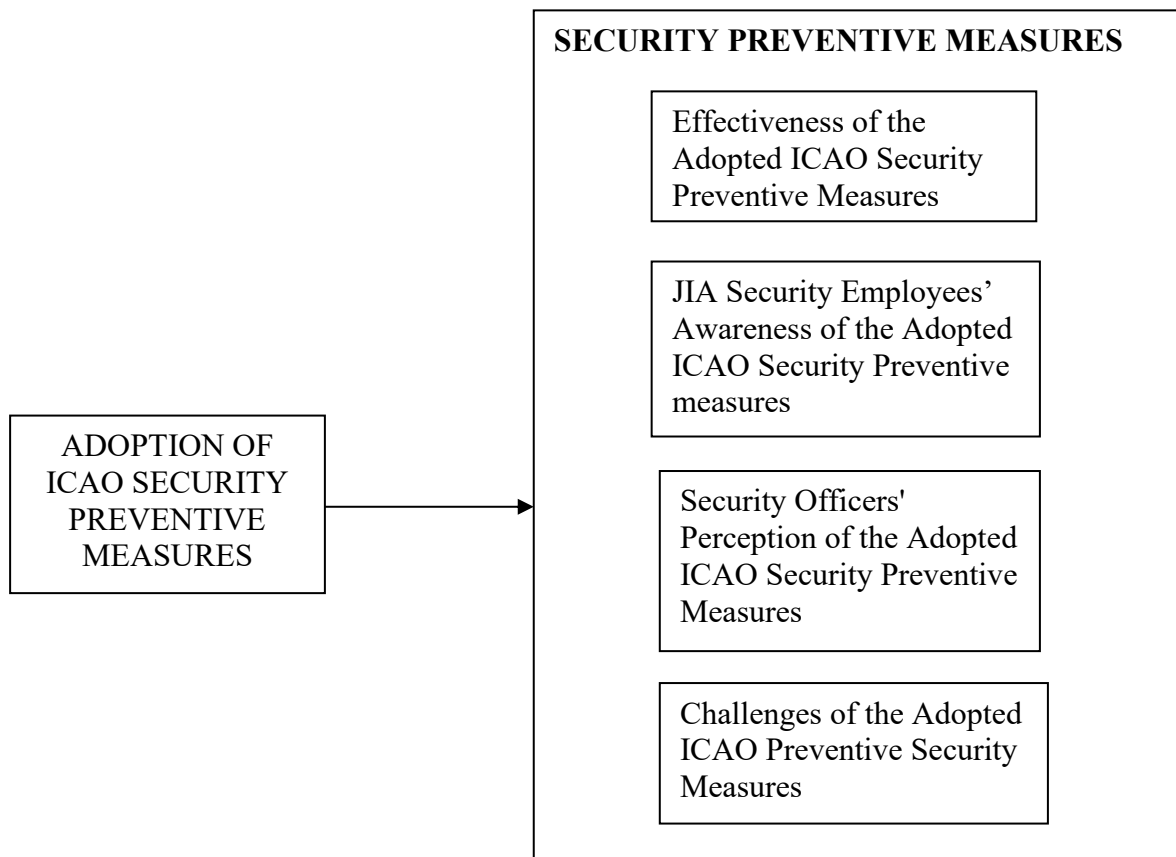 SECURITY PREVENTIVE MEASURES
Effectiveness of the
Adopted ICAO Security
Preventive Measures
JIA Security Employees’
Awareness of the Adopted
ICAO Security Preventive
measures
ADOPTION OF
ICAO SECURITY
PREVENTIVE
MEASURES
Security Officers'
Perception of the Adopted
ICAO Security Preventive
Measures
Challenges of the Adopted
ICAO Preventive Security
Measures